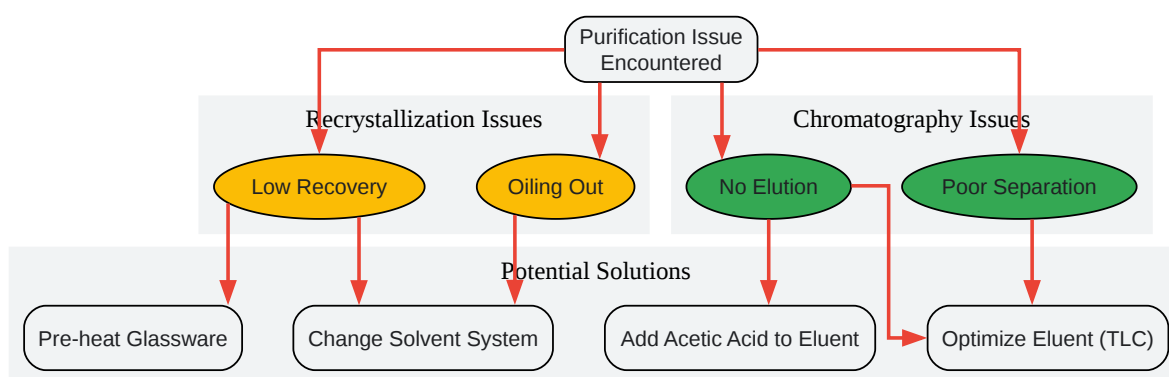 Purification Issue
Encountered
Recrystallization Issues
Chromatography Issues
Low Recovery
Oiling Out
No Elution
Poor Separation
Potential Solutions
Pre-heat Glassware
Change Solvent System
Add Acetic Acid to Eluent
Optimize Eluent (TLC)